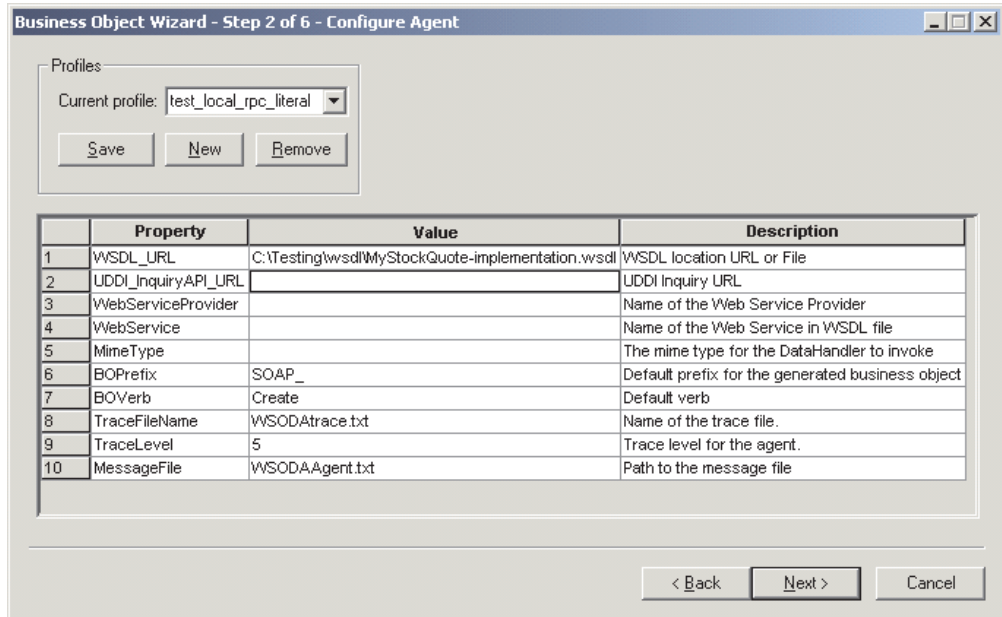 Business Object Wizard - Step 2 of 6 - Configure Agent
Profiles
Current profile: test_local_rpc_literal
Save New Remove
Property Value Description
1 WSDL_URL C:\Testing\wsdl\MyStockQuote-implementation.wsdl WSDL location URL or File
2 UDDI_InquiryAPI_URL UDDI Inquiry URL
3 WebServiceProvider Name of the Web Service Provider
4 WebService Name of the Web Service in WSDL file
5 MimeType The mime type for the DataHandler to invoke
6 BOPrefix SOAP_ Default prefix for the generated business object
7 BOVerb Create Default verb
8 TraceFileName WSODAtrace.txt Name of the trace file.
9 TraceLevel 5 Trace level for the agent.
10 MessageFile WSODAAgent.txt Path to the message file
< Back Next > Cancel